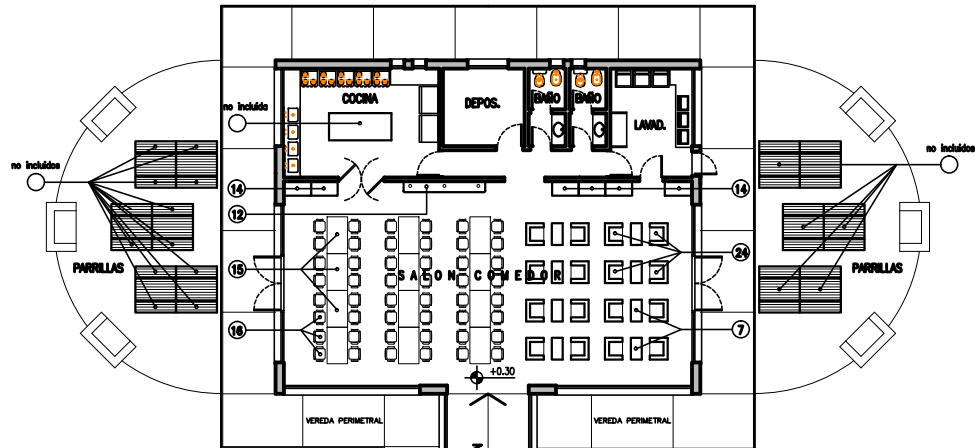 COCINA
DEPOS.
BAÑO
BAÑO
LAVAD.
no incluida
no incluidos
no incluidos
14
14
12
PARRILLAS
PARRILLAS
24
15
SALON COMEDOR
16
7
+0.30
VEREDA PERIMETRAL
VEREDA PERIMETRAL